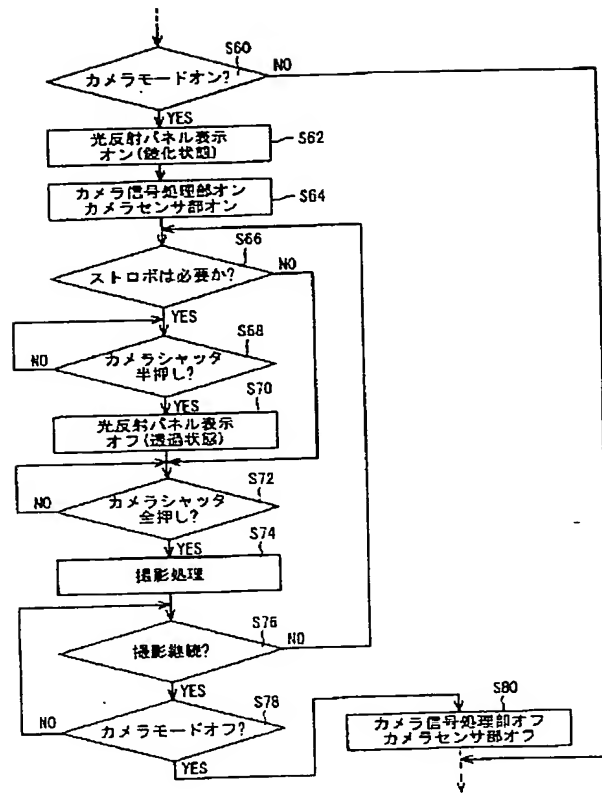 S60
カメラモードオン?
NO
YES
光反射パネル表示
オン(鏡化状態)
S62
カメラ信号処理部オン
カメラセンサ部オン
S64
S66
ストロボは必要か?
NO
YES
S68
カメラシャッタ
半押し?
NO
YES
S70
光反射パネル表示
オフ(透過状態)
S72
カメラシャッタ
全押し?
NO
YES
S74
撮影処理
S76
撮影継続?
NO
YES
S78
カメラモードオフ?
NO
YES
S80
カメラ信号処理部オフ
カメラセンサ部オフ